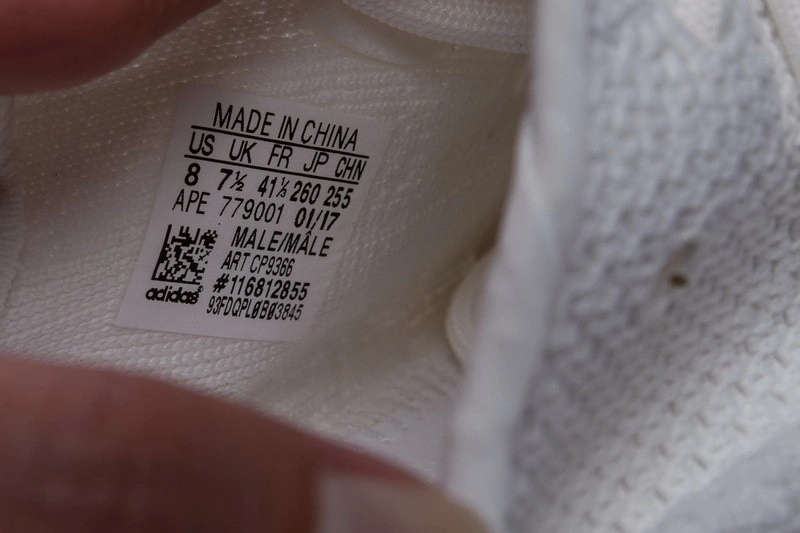 MADE IN CHINA
US UK FR JP CHN
8 7½ 41⅓ 260 255
APE 779001 01/17
MALE/MÂLE
ART CP9366
#116812855
adidas
93FDQPL0B03845